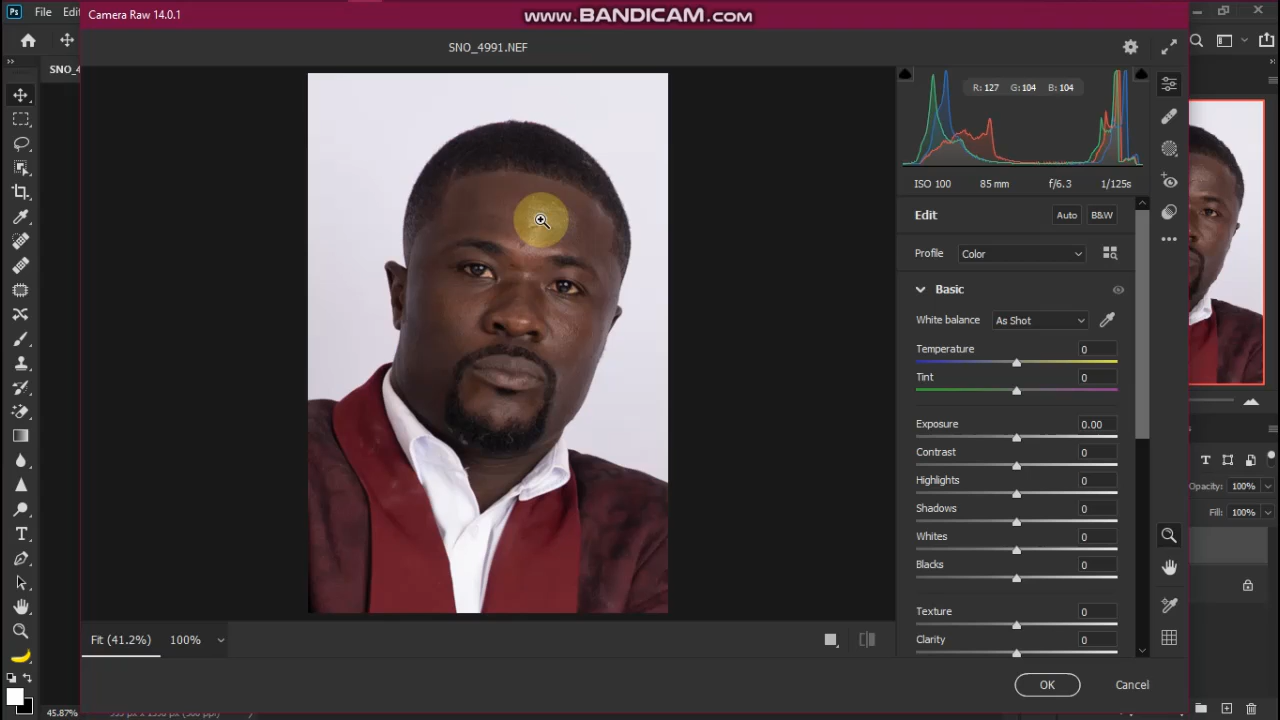 Ps File Edi
Camera Raw 14.0.1
www.BANDICAM.com
SNO_4991.NEF
SNO_4
R: 127 G: 104 B: 104
ISO 100 85 mm f/6.3 1/125s
Edit Auto B&W
Profile Color
Basic
White balance As Shot
Temperature 0
Tint 0
Exposure 0.00
Contrast 0
Highlights 0
Shadows 0
Whites 0
Blacks 0
Texture 0
Clarity 0
Opacity: 100%
Fill: 100%
Fit (41.2%) 100%
OK Cancel
45.87%